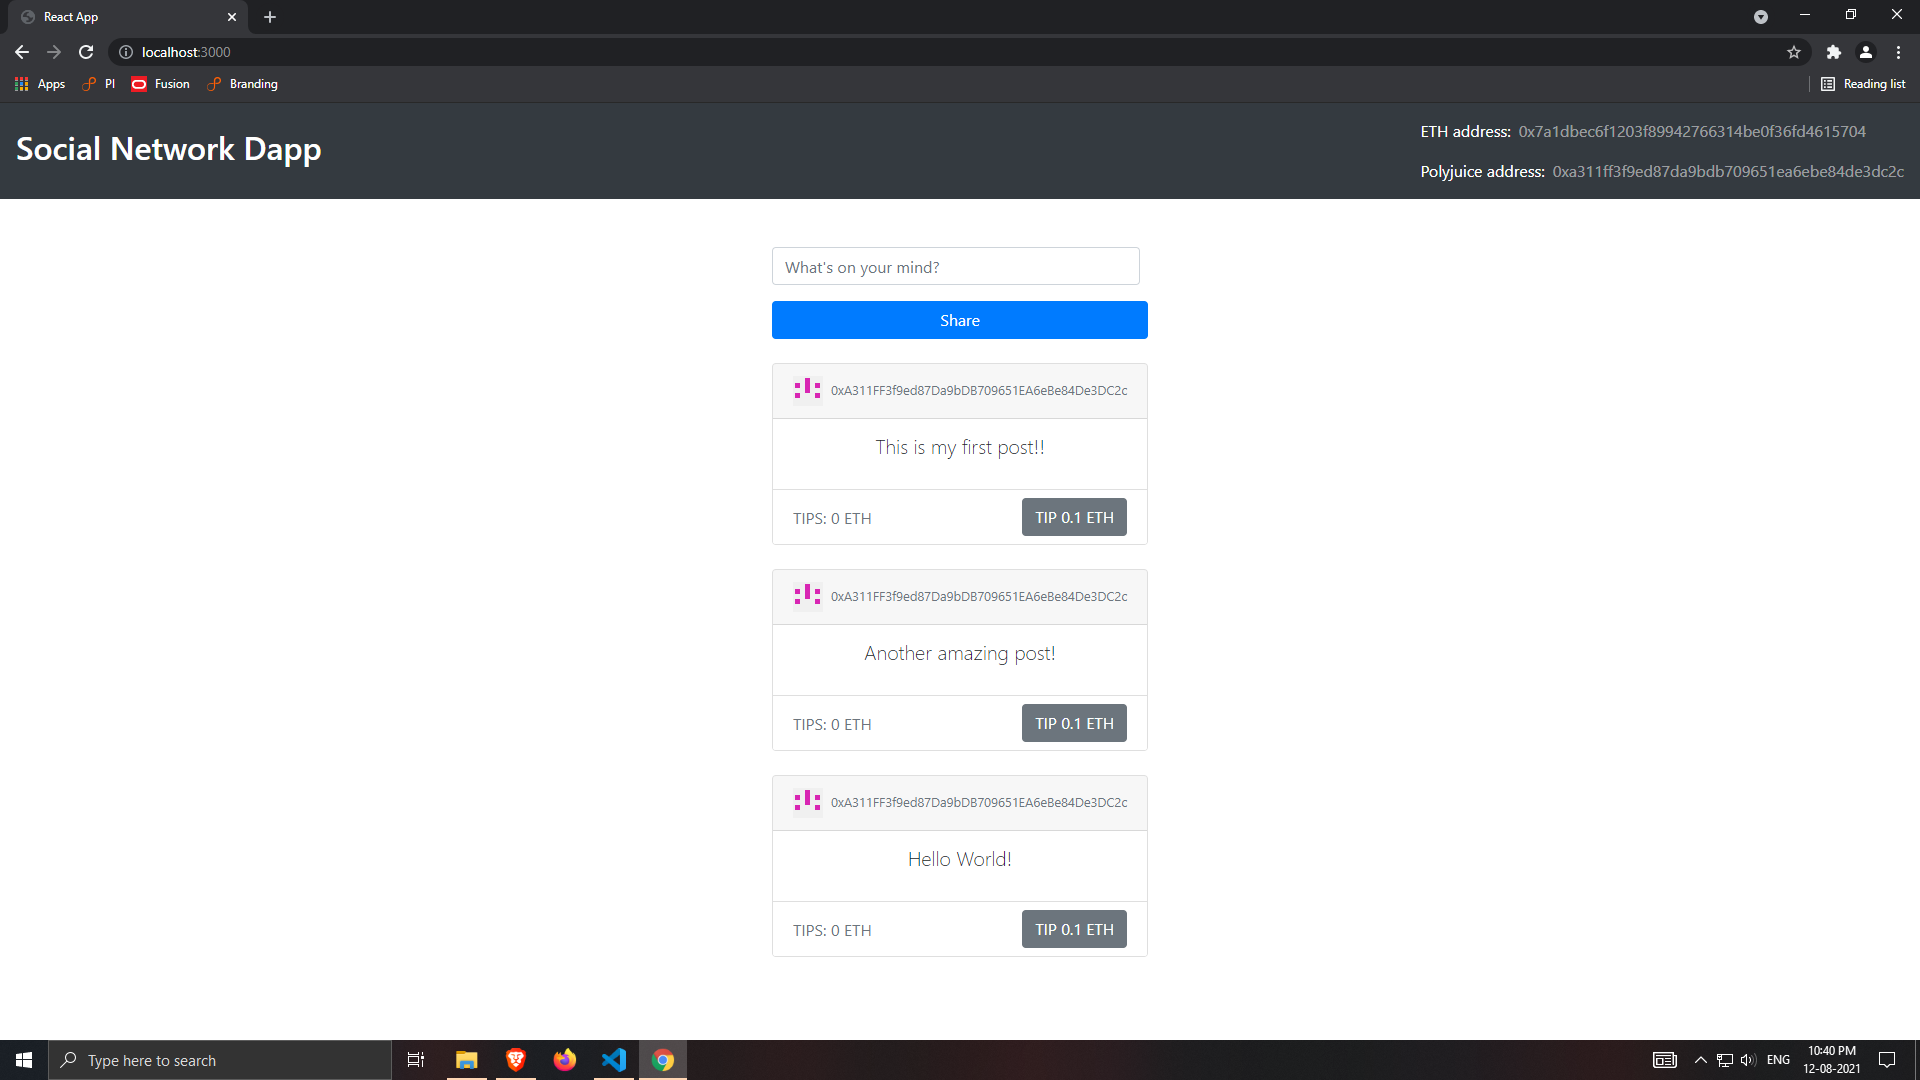 React App
localhost:3000
Apps PI Fusion Branding Reading list
Social Network Dapp
ETH address: 0x7a1dbec6f1203f89942766314be0f36fd4615704
Polyjuice address: 0xa311ff3f9ed87da9bdb709651ea6ebe84de3dc2c
What's on your mind?
Share
0xA311FF3f9ed87Da9bDB709651EA6eBe84De3DC2c
This is my first post!!
TIPS: 0 ETH TIP 0.1 ETH
0xA311FF3f9ed87Da9bDB709651EA6eBe84De3DC2c
Another amazing post!
TIPS: 0 ETH TIP 0.1 ETH
0xA311FF3f9ed87Da9bDB709651EA6eBe84De3DC2c
Hello World!
TIPS: 0 ETH TIP 0.1 ETH
Type here to search
ENG
10:40 PM
12-08-2021